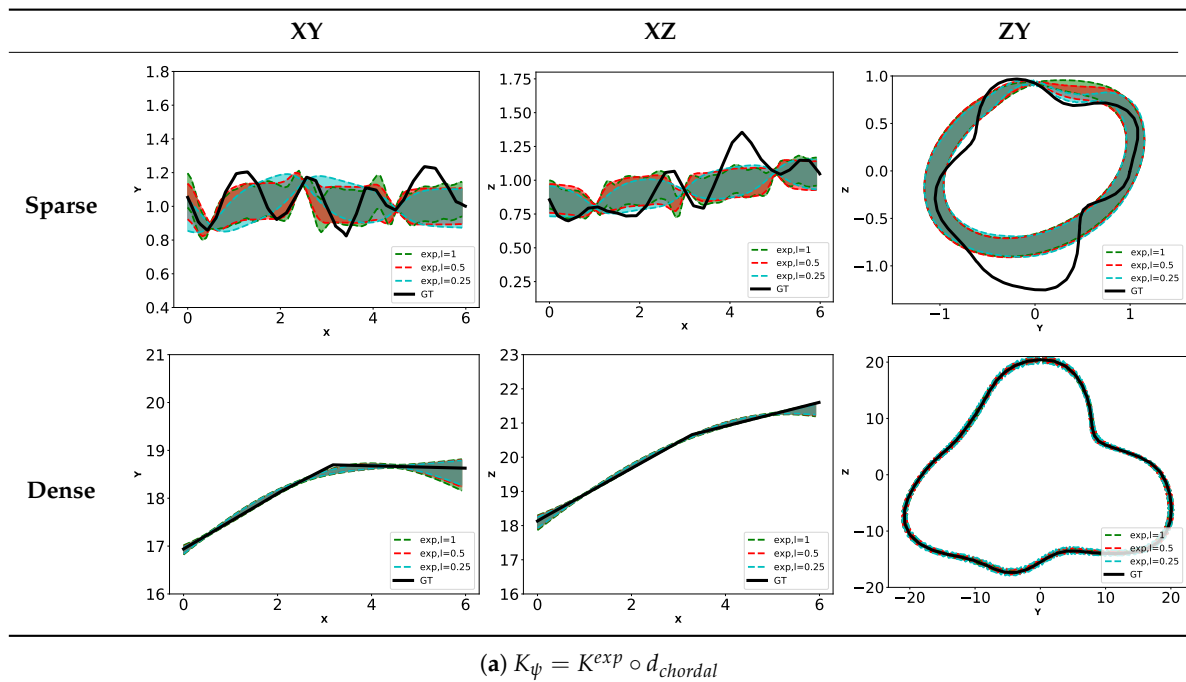 XY XZ ZY
Sparse
1.8
1.6
1.4
1.2
1.0
0.8
0.6
0.4
Y
0 2 4 6
X
exp,l=1
exp,l=0.5
exp,l=0.25
GT
1.75
1.50
1.25
1.00
0.75
0.50
0.25
Z
0 2 4 6
X
exp,l=1
exp,l=0.5
exp,l=0.25
GT
1.0
0.5
0.0
−0.5
−1.0
Z
−1 0 1
Y
exp,l=1
exp,l=0.5
exp,l=0.25
GT
Dense
21
20
19
18
17
16
Y
0 2 4 6
X
exp,l=1
exp,l=0.5
exp,l=0.25
GT
23
22
21
20
19
18
17
16
Z
0 2 4 6
X
exp,l=1
exp,l=0.5
exp,l=0.25
GT
20
10
0
−10
−20
Z
−20 −10 0 10 20
Y
exp,l=1
exp,l=0.5
exp,l=0.25
GT
(a) K_ψ = K^{exp} ∘ d_{chordal}